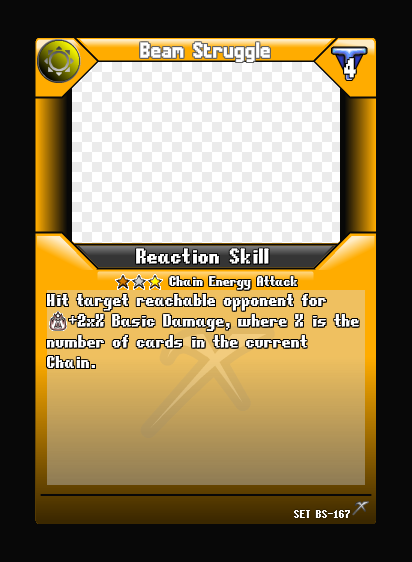 Beam Struggle
4
Reaction Skill
Chain Energy Attack
Hit target reachable opponent for
+2xX Basic Damage, where X is the
number of cards in the current
Chain.
SET BS-167